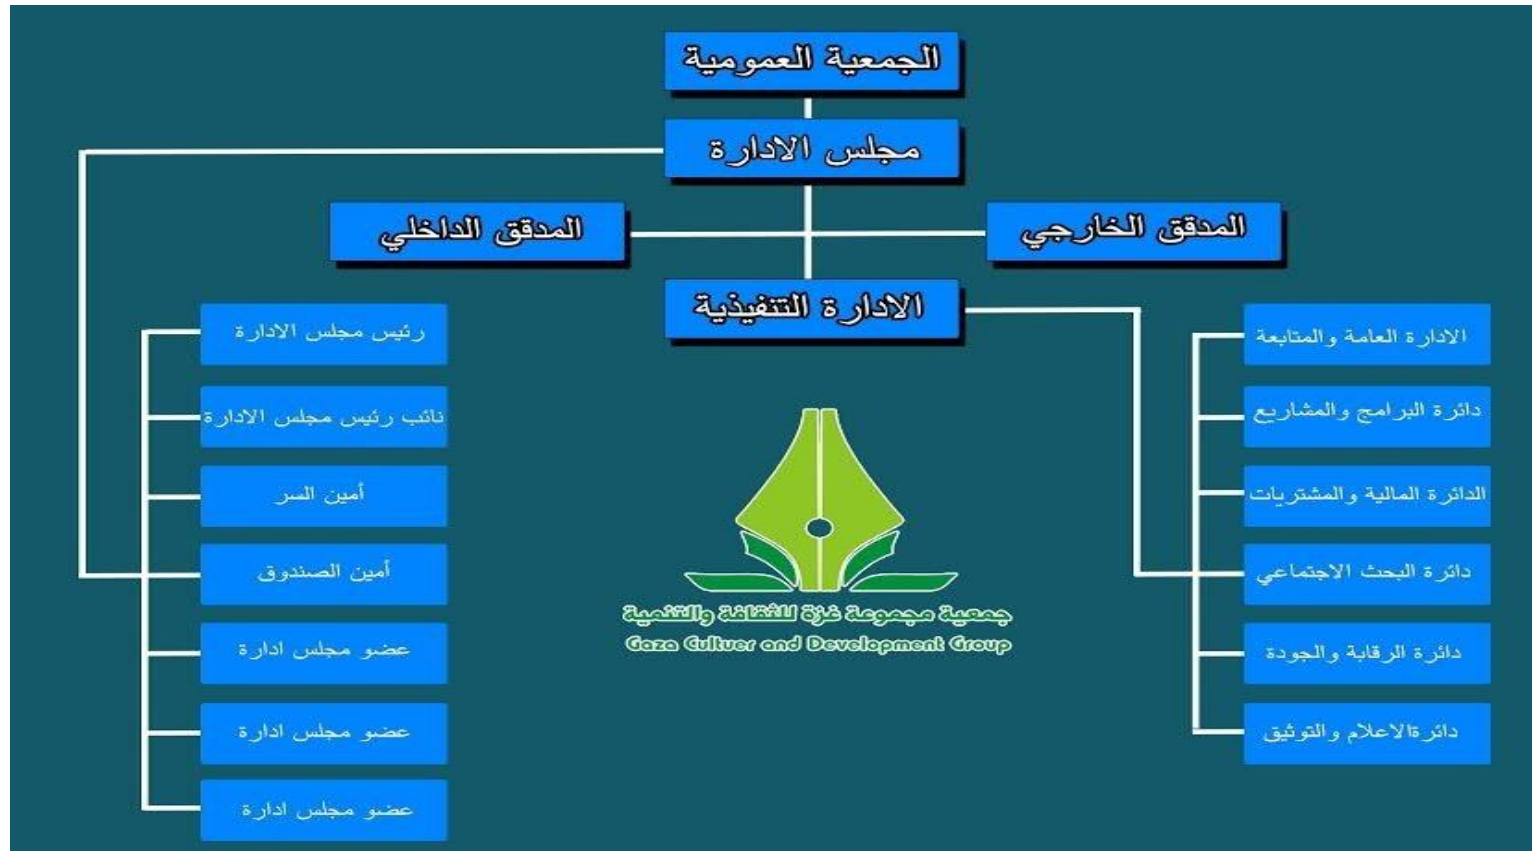 الجمعية العمومية
مجلس الادارة
المدقق الخارجي
المدقق الداخلي
الادارة التنفيذية
الادارة العامة والمتابعة
دائرة البرامج والمشاريع
الدائرة المالية والمشتريات
دائرة البحث الاجتماعي
دائرة الرقابة والجودة
دائرةالاعلام والتوثيق
رئيس مجلس الادارة
نائب رئيس مجلس الادارة
أمين السر
أمين الصندوق
عضو مجلس ادارة
عضو مجلس ادارة
عضو مجلس ادارة
جمعية مجموعة غزة للثقافة والتنمية
Gaza Cultuer and Development Group